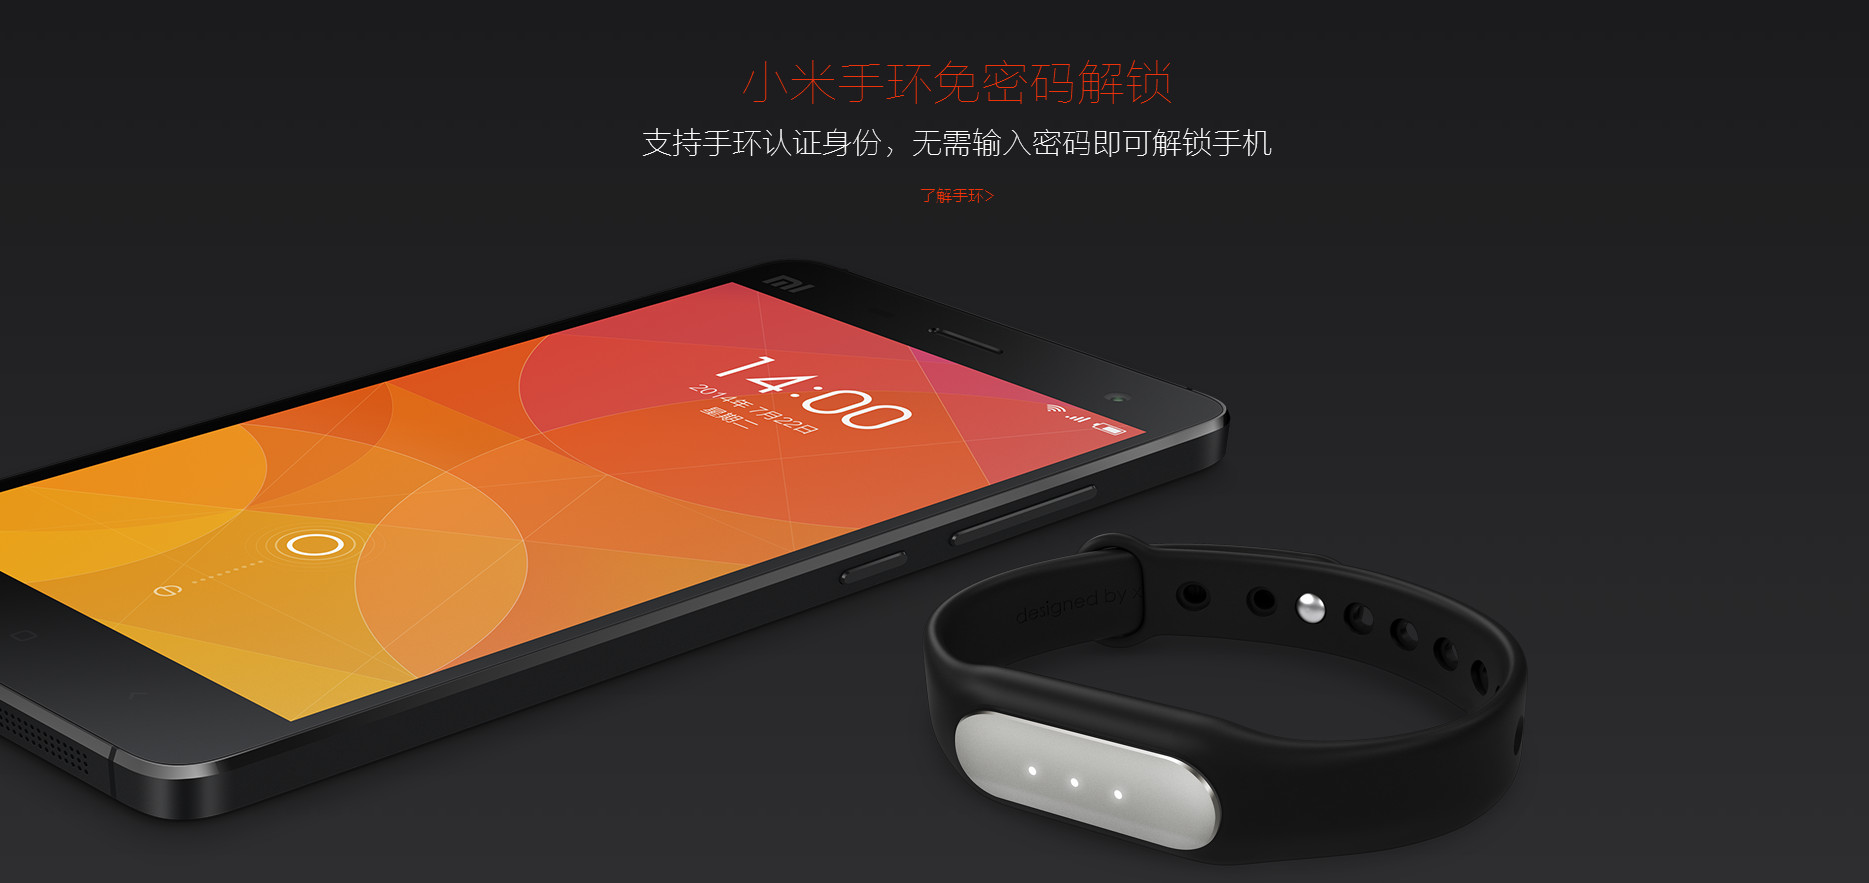 小米手环免密码解锁
支持手环认证身份，无需输入密码即可解锁手机
了解手环>
mi
14:00
2014年7月22日
星期二
designed by